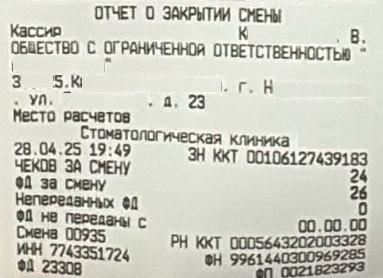 ОТЧЕТ О ЗАКРЫТИИ СМЕНЫ
Кассир К . В.
ОБЩЕСТВО С ОГРАНИЧЕННОЙ ОТВЕТСТВЕННОСТЬЮ "
"
3 5.К . г. Н
. ул. . д. 23
Место расчетов
Стоматологическая клиника
28.04.25 19:49 ЗН ККТ 00106127439183
ЧЕКОВ ЗА СМЕНУ 24
ФД за смену 26
Непереданных ФД 0
ФД не переданы с 00.00.00
Смена 00935 РН ККТ 0005643202003328
ИНН 7743351724 ФН 9961440300969285
ФД 23308 ФП 0021823293